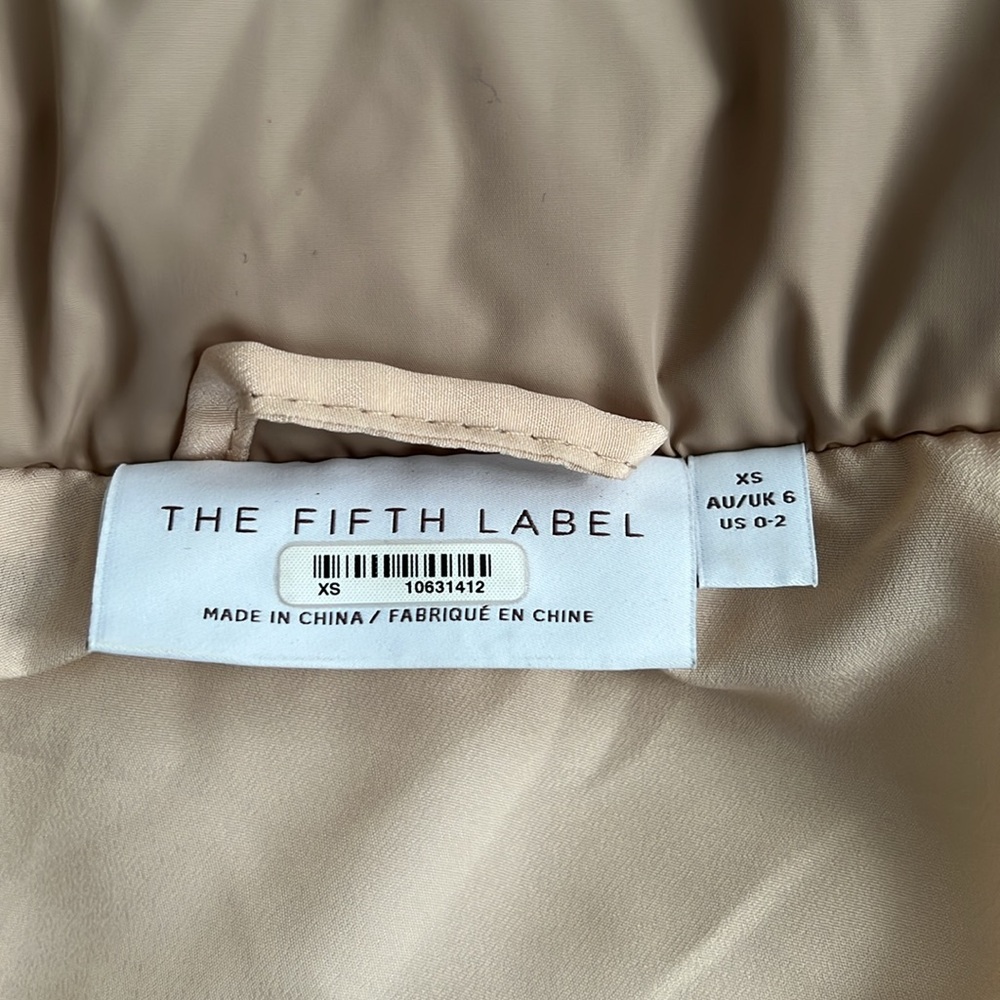 THE FIFTH LABEL
XS 10631412
MADE IN CHINA / FABRIQUÉ EN CHINE
XS
AU/UK 6
US 0-2